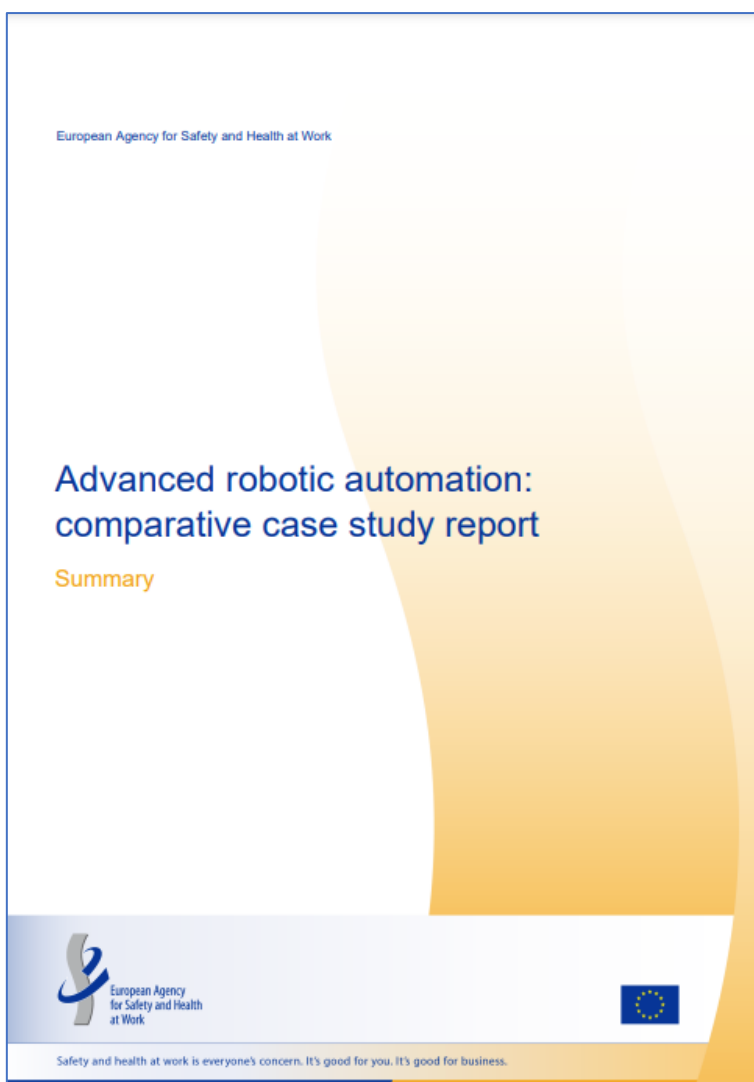 European Agency for Safety and Health at Work
Advanced robotic automation:
comparative case study report
Summary
European Agency
for Safety and Health
at Work
Safety and health at work is everyone's concern. It's good for you. It's good for business.